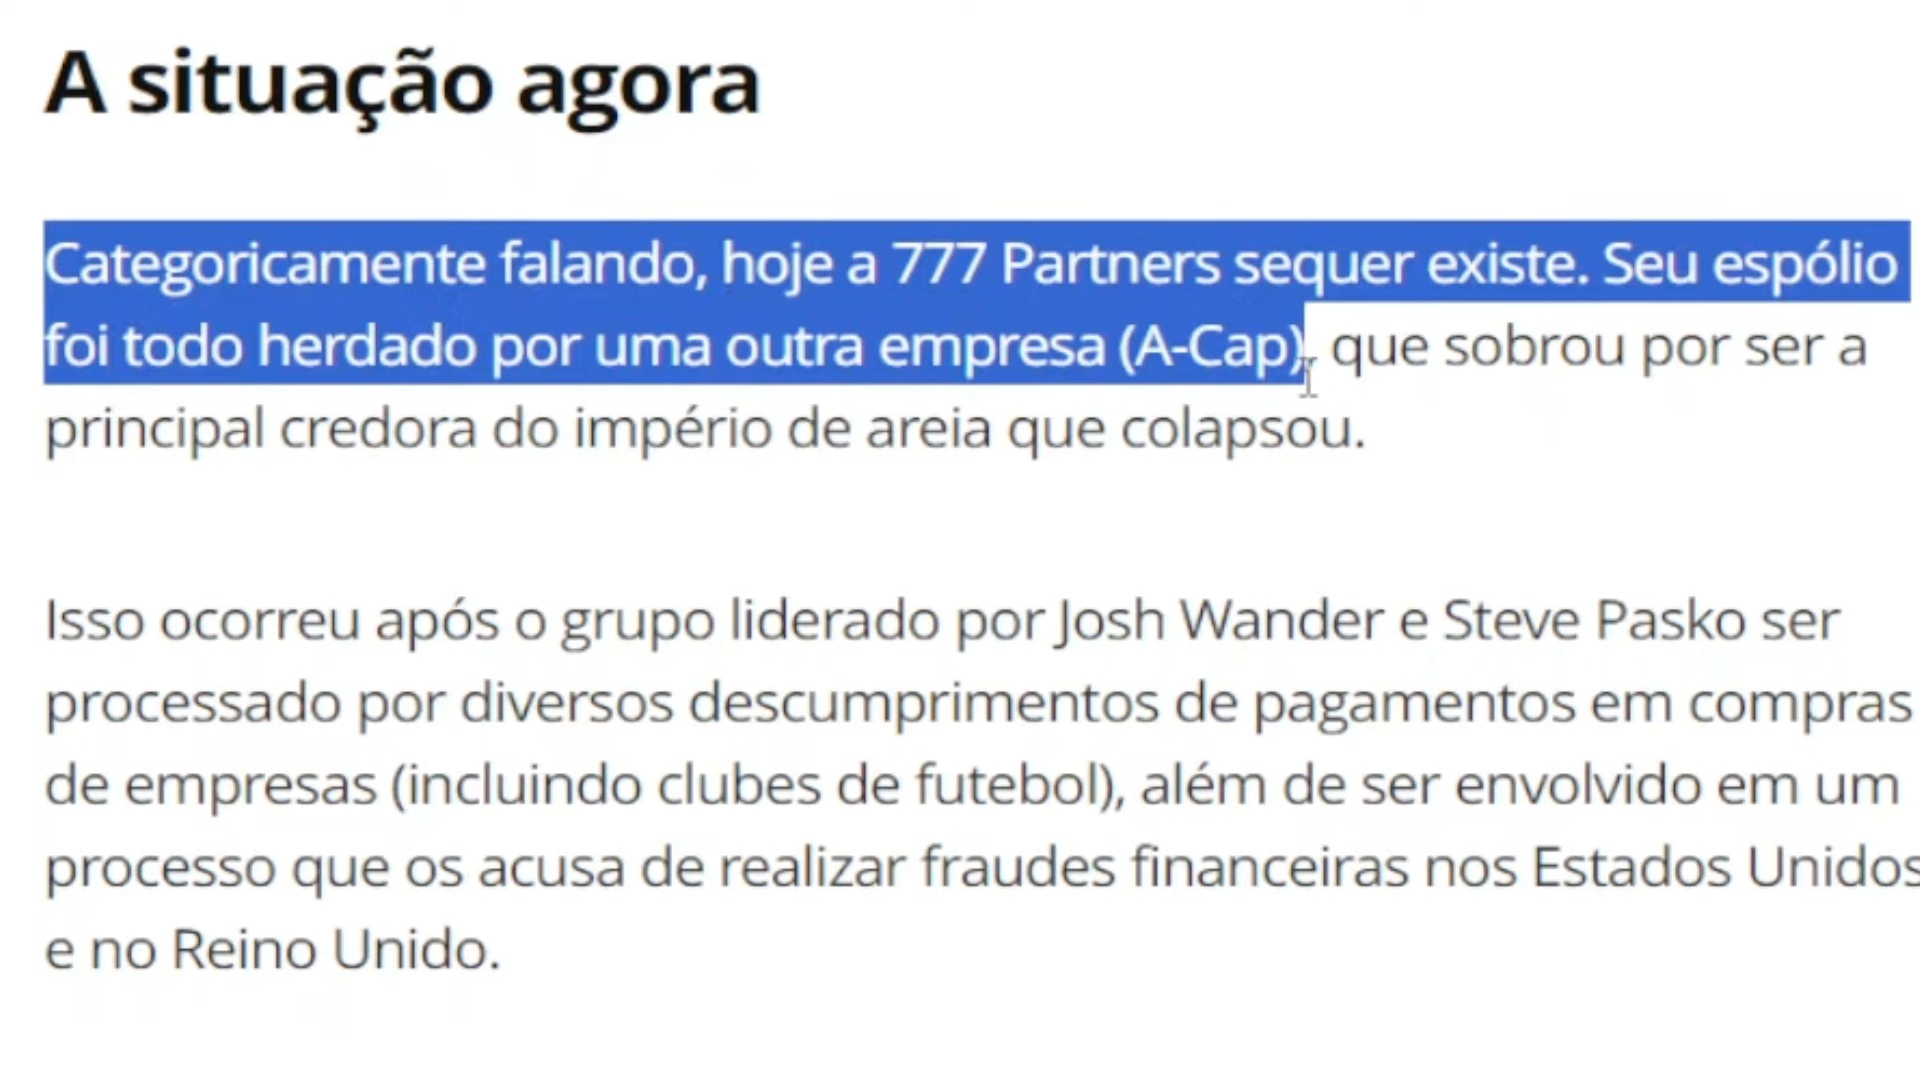 A situação agora
Categoricamente falando, hoje a 777 Partners sequer existe. Seu espólio
foi todo herdado por uma outra empresa (A-Cap), que sobrou por ser a
principal credora do império de areia que colapsou.
Isso ocorreu após o grupo liderado por Josh Wander e Steve Pasko ser
processado por diversos descumprimentos de pagamentos em compras
de empresas (incluindo clubes de futebol), além de ser envolvido em um
processo que os acusa de realizar fraudes financeiras nos Estados Unidos
e no Reino Unido.